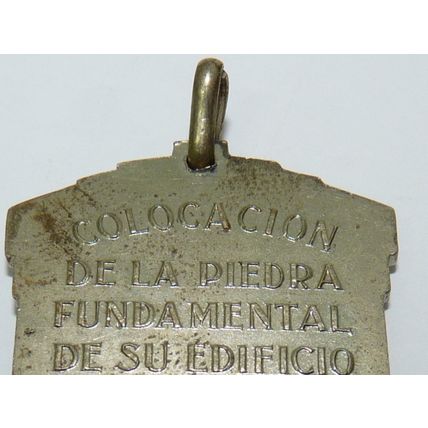 COLOCACION
DE LA PIEDRA
FUNDAMENTAL
DE SU EDIFICIO